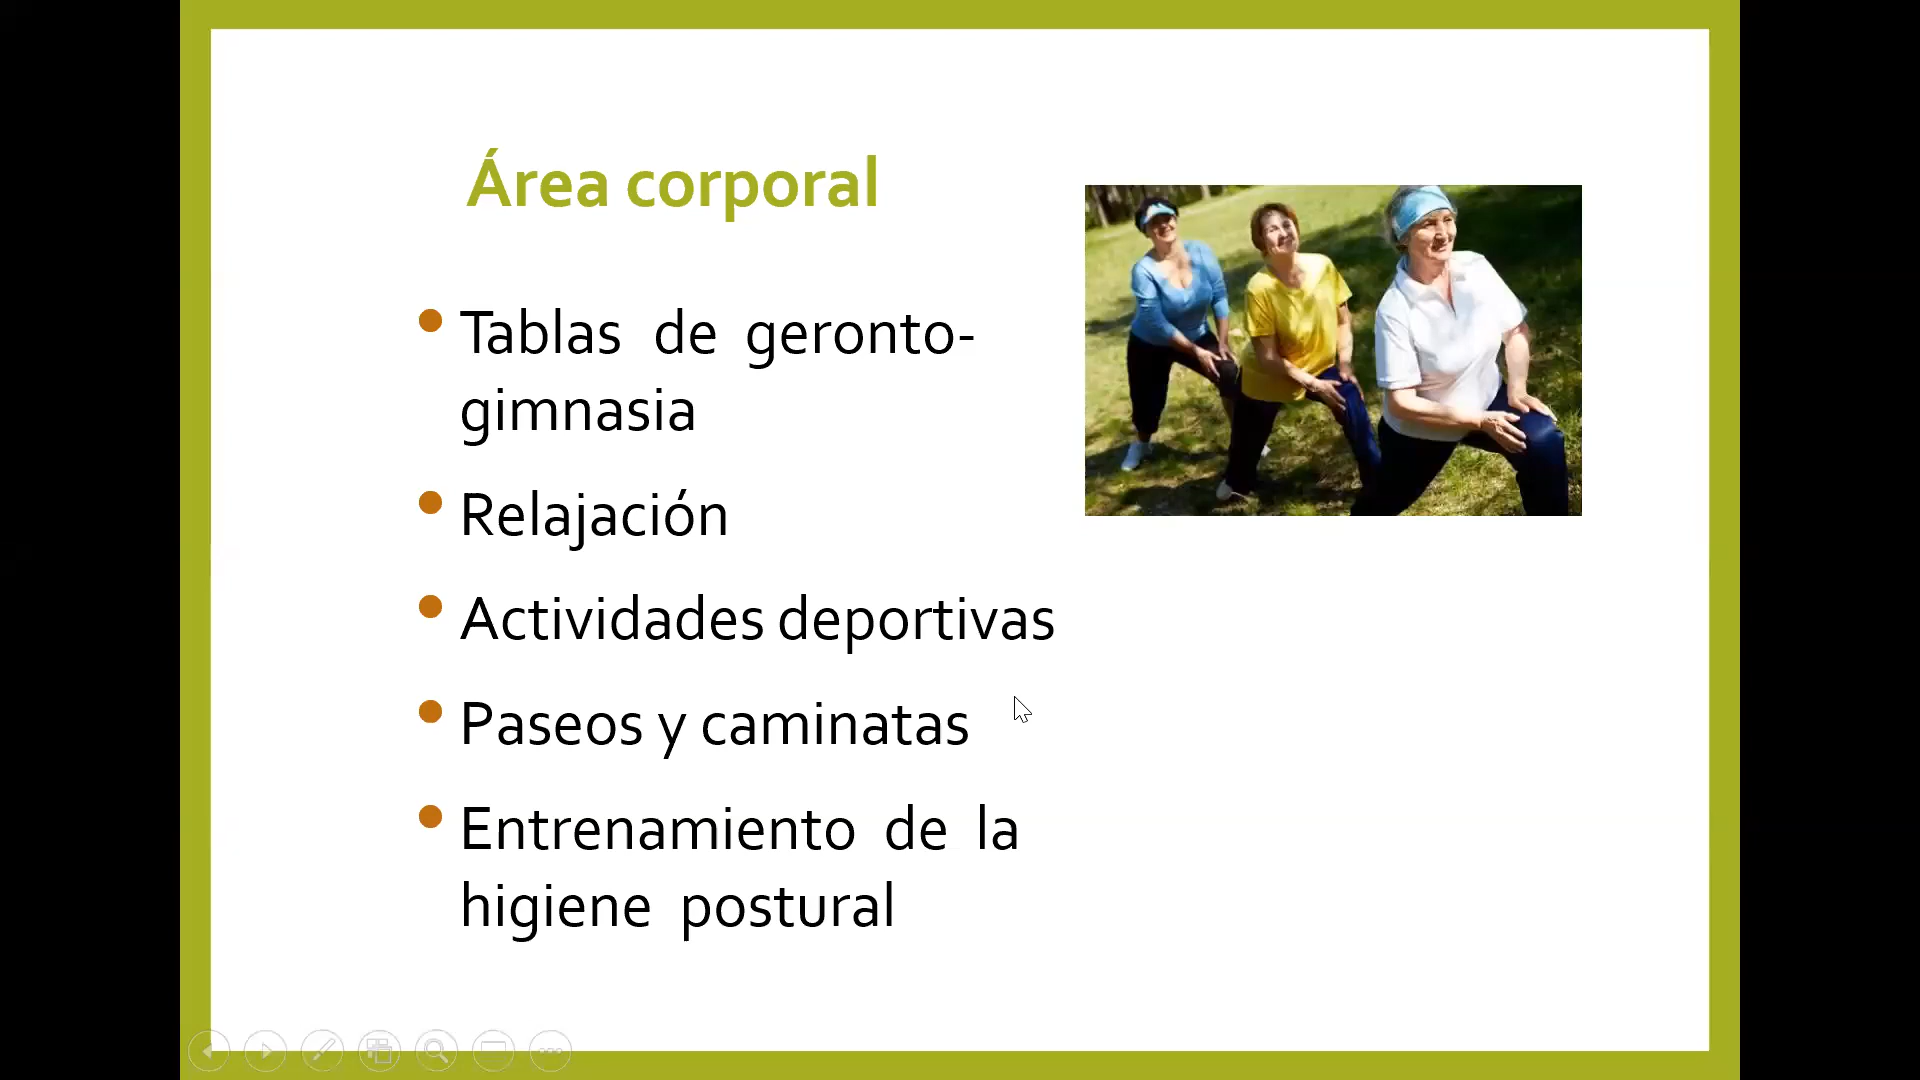 Área corporal
Tablas de geronto-
gimnasia
Relajación
Actividades deportivas
Paseos y caminatas
Entrenamiento de la
higiene postural